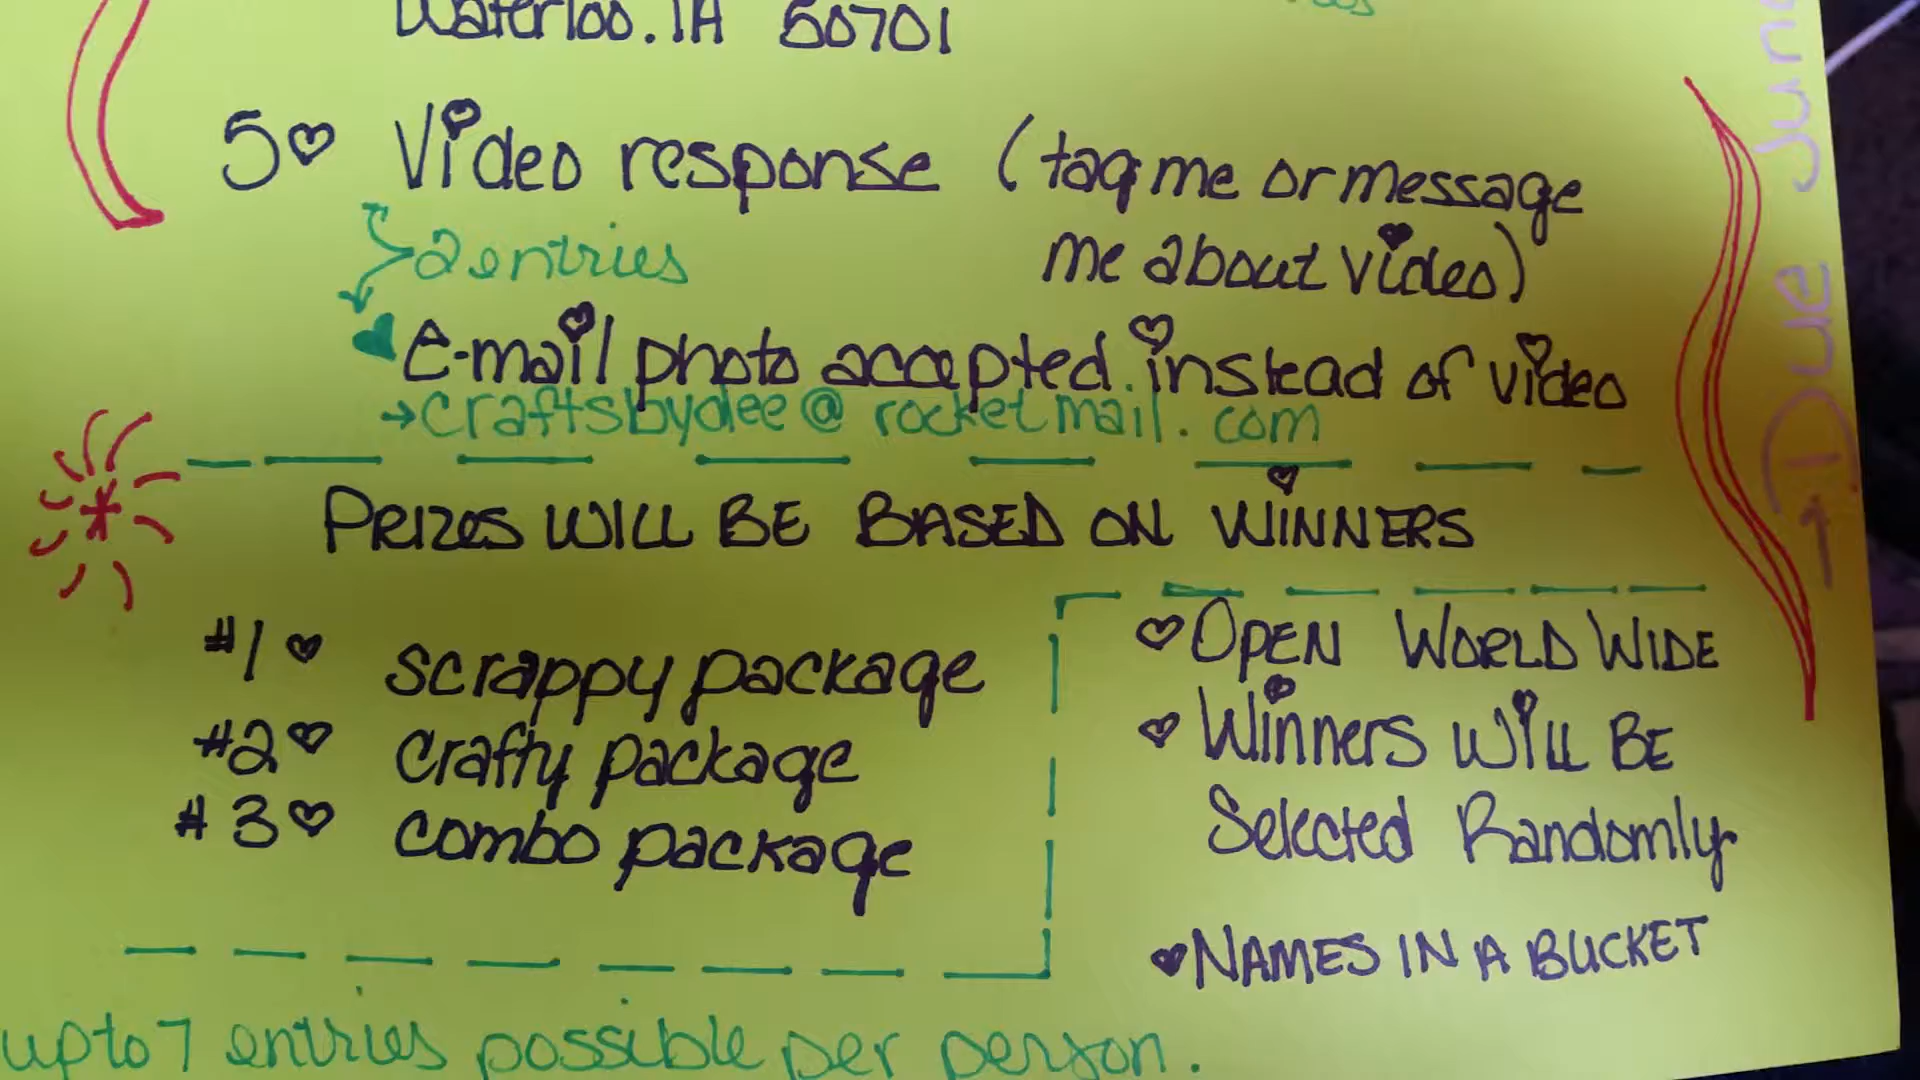 Waterloo. IA 50701
5 Video response (tag me or message
me about video)
2 entries
E-mail photo accepted. instead of video
→craftsbydee@rocketmail.com
PRIZES WILL BE BASED ON WINNERS
#1 scrappy package
#2 crafty package
#3 combo package
OPEN WORLD WIDE
Winners Will BE
Selected Randomly
NAMES IN A BUCKET
up to 7 entries possible per person.
→ Due June